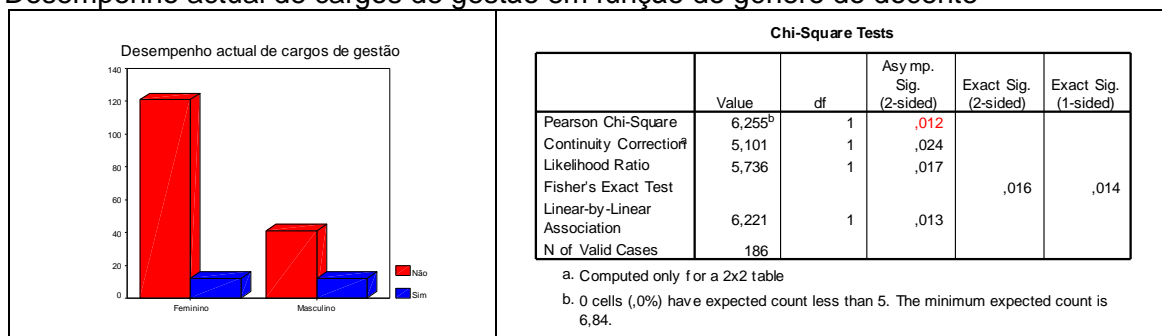 Desempenho actual de cargos de gestão em função do género do docente
Desempenho actual de cargos de gestão
140
120
100
80
60
40
20
0
Feminino
Masculino
Não
Sim
Chi-Square Tests
Value
df
Asymp. Sig. (2-sided)
Exact Sig. (2-sided)
Exact Sig. (1-sided)
Pearson Chi-Square 6,255b 1 ,012
Continuity Correctiona 5,101 1 ,024
Likelihood Ratio 5,736 1 ,017
Fisher's Exact Test ,016 ,014
Linear-by-Linear
Association 6,221 1 ,013
N of Valid Cases 186
a. Computed only for a 2x2 table
b. 0 cells (,0%) have expected count less than 5. The minimum expected count is
6,84.